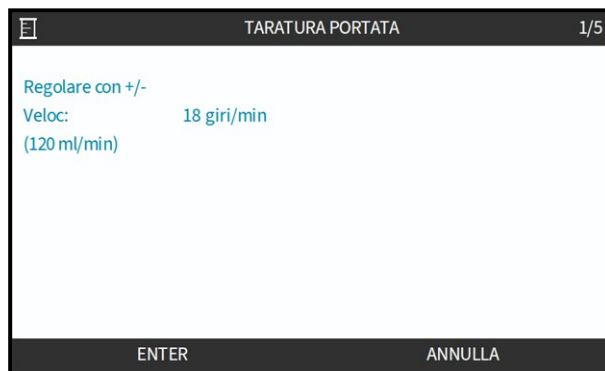 TARATURA PORTATA 1/5
Regolare con +/-
Veloc: 18 giri/min
(120 ml/min)
ENTER ANNULLA